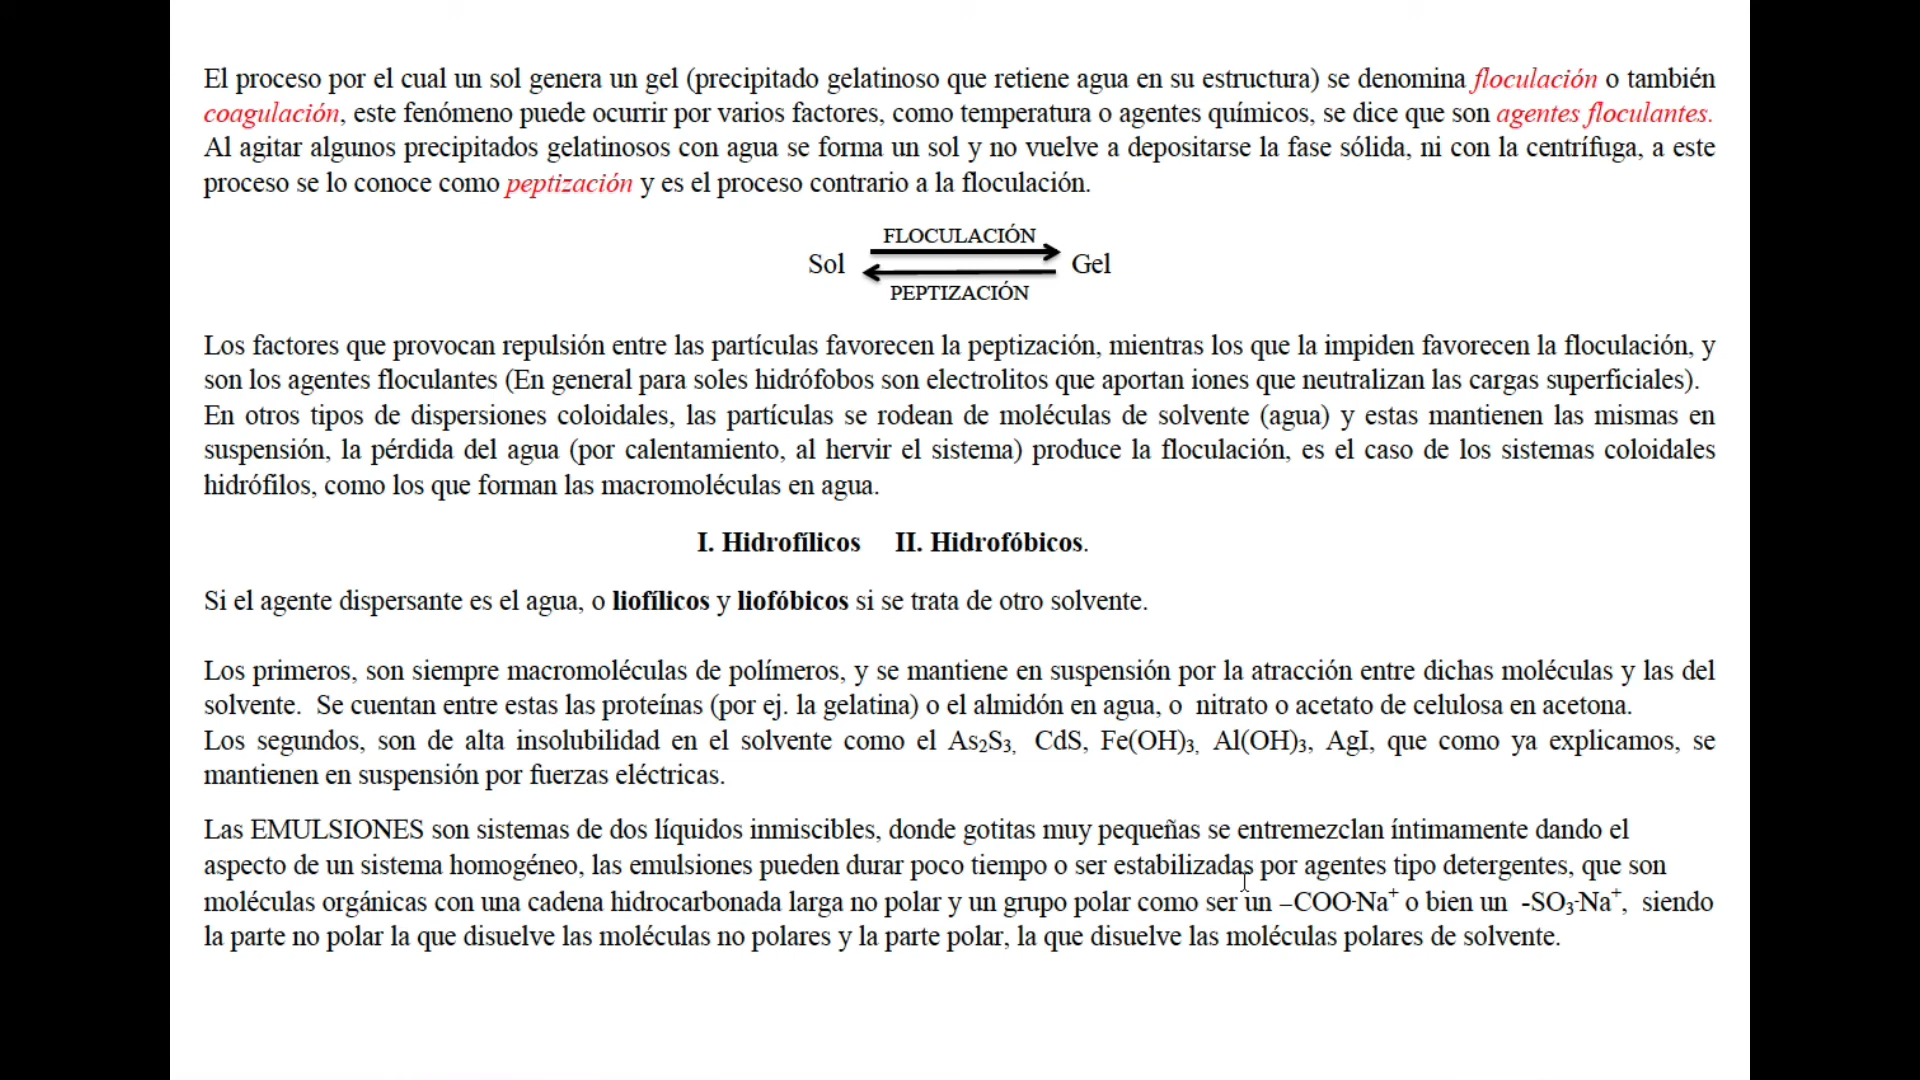 El proceso por el cual un sol genera un gel (precipitado gelatinoso que retiene agua en su estructura) se denomina floculación o también
coagulación, este fenómeno puede ocurrir por varios factores, como temperatura o agentes químicos, se dice que son agentes floculantes.
Al agitar algunos precipitados gelatinosos con agua se forma un sol y no vuelve a depositarse la fase sólida, ni con la centrífuga, a este
proceso se lo conoce como peptización y es el proceso contrario a la floculación.
FLOCULACIÓN
Sol Gel
PEPTIZACIÓN
Los factores que provocan repulsión entre las partículas favorecen la peptización, mientras los que la impiden favorecen la floculación, y
son los agentes floculantes (En general para soles hidrófobos son electrolitos que aportan iones que neutralizan las cargas superficiales).
En otros tipos de dispersiones coloidales, las partículas se rodean de moléculas de solvente (agua) y estas mantienen las mismas en
suspensión, la pérdida del agua (por calentamiento, al hervir el sistema) produce la floculación, es el caso de los sistemas coloidales
hidrófilos, como los que forman las macromoléculas en agua.
I. Hidrofílicos II. Hidrofóbicos.
Si el agente dispersante es el agua, o liofílicos y liofóbicos si se trata de otro solvente.
Los primeros, son siempre macromoléculas de polímeros, y se mantiene en suspensión por la atracción entre dichas moléculas y las del
solvente. Se cuentan entre estas las proteínas (por ej. la gelatina) o el almidón en agua, o nitrato o acetato de celulosa en acetona.
Los segundos, son de alta insolubilidad en el solvente como el As₂S₃, CdS, Fe(OH)₃, Al(OH)₃, AgI, que como ya explicamos, se
mantienen en suspensión por fuerzas eléctricas.
Las EMULSIONES son sistemas de dos líquidos inmiscibles, donde gotitas muy pequeñas se entremezclan íntimamente dando el
aspecto de un sistema homogéneo, las emulsiones pueden durar poco tiempo o ser estabilizadas por agentes tipo detergentes, que son
moléculas orgánicas con una cadena hidrocarbonada larga no polar y un grupo polar como ser un –COO⁻Na⁺ o bien un -SO₃⁻Na⁺, siendo
la parte no polar la que disuelve las moléculas no polares y la parte polar, la que disuelve las moléculas polares de solvente.